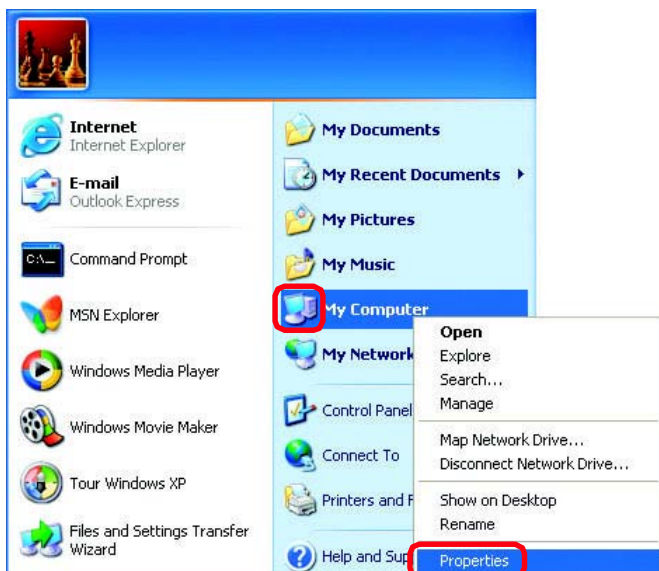 Internet
Internet Explorer
E-mail
Outlook Express
C:\_
Command Prompt
MSN Explorer
Windows Media Player
Windows Movie Maker
Tour Windows XP
Files and Settings Transfer
Wizard
My Documents
My Recent Documents
My Pictures
My Music
My Computer
My Network
Control Panel
Connect To
Printers and F
Help and Sup
Open
Explore
Search...
Manage
Map Network Drive...
Disconnect Network Drive...
Show on Desktop
Rename
Properties